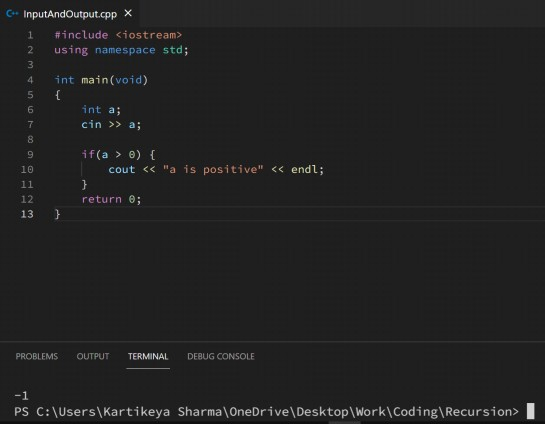 C++ InputAndOutput.cpp ×
1 #include <iostream>
2 using namespace std;
3
4 int main(void)
5 {
6     int a;
7     cin >> a;
8
9     if(a > 0) {
10         cout << "a is positive" << endl;
11     }
12     return 0;
13 }
PROBLEMS OUTPUT TERMINAL DEBUG CONSOLE
-1
PS C:\Users\Kartikeya Sharma\OneDrive\Desktop\Work\Coding\Recursion>